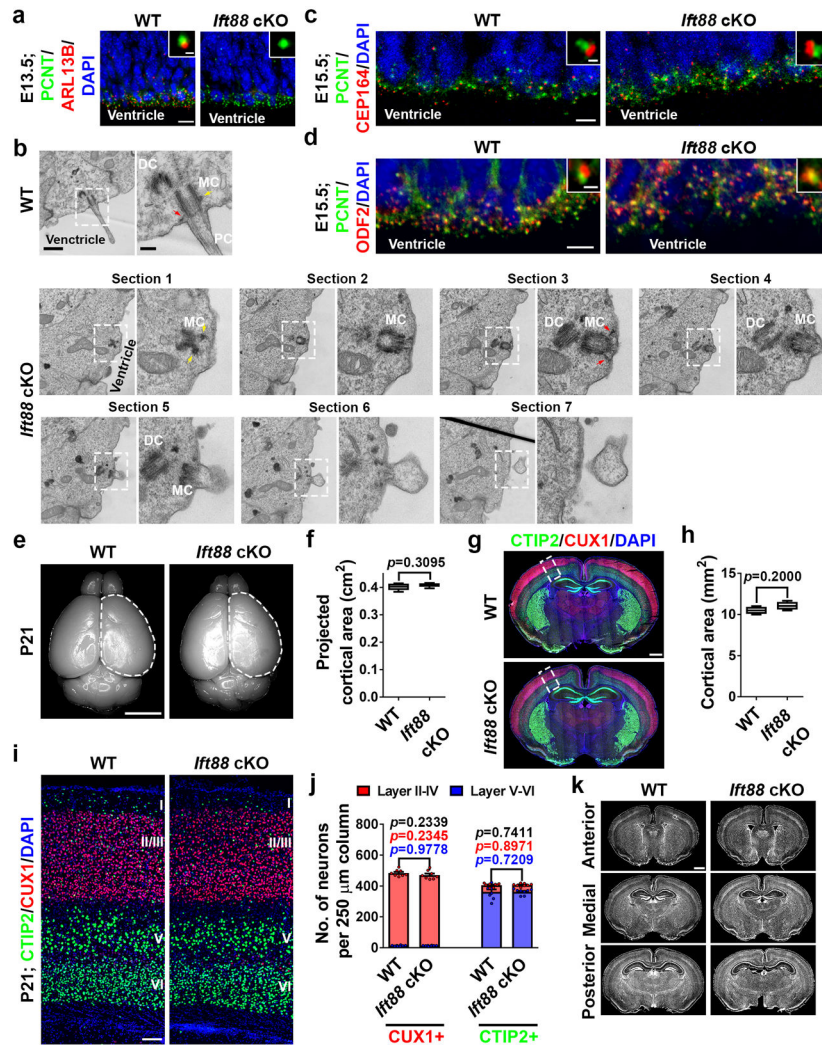 a
WT
Ift88 cKO
E13.5;
PCNT/
ARL13B/
DAPI
Ventricle
Ventricle
c
WT
Ift88 cKO
E15.5;
PCNT/
CEP164/DAPI
Ventricle
Ventricle
d
WT
Ift88 cKO
E15.5;
PCNT/
ODF2/DAPI
Ventricle
Ventricle
b
WT
Venctricle
DC
MC
PC
Ift88 cKO
Section 1
Section 2
Section 3
Section 4
Ventricle
MC
MC
DC
MC
DC
MC
Section 5
Section 6
Section 7
DC
MC
e
WT
Ift88 cKO
P21
f
Projected
cortical area (cm²)
p=0.3095
0.4
0.3
0.2
0.1
0.0
WT
Ift88
cKO
g
CTIP2/CUX1/DAPI
WT
Ift88 cKO
h
Cortical area (mm²)
p=0.2000
15
10
5
0
WT
Ift88
cKO
i
WT
Ift88 cKO
P21; CTIP2/CUX1/DAPI
I
II/III
V
VI
I
II/III
V
VI
j
Layer II-IV
Layer V-VI
No. of neurons
per 250 µm column
800
600
400
200
0
p=0.2339
p=0.2345
p=0.9778
p=0.7411
p=0.8971
p=0.7209
WT
Ift88 cKO
WT
Ift88 cKO
CUX1+
CTIP2+
k
WT
Ift88 cKO
Anterior
Medial
Posterior